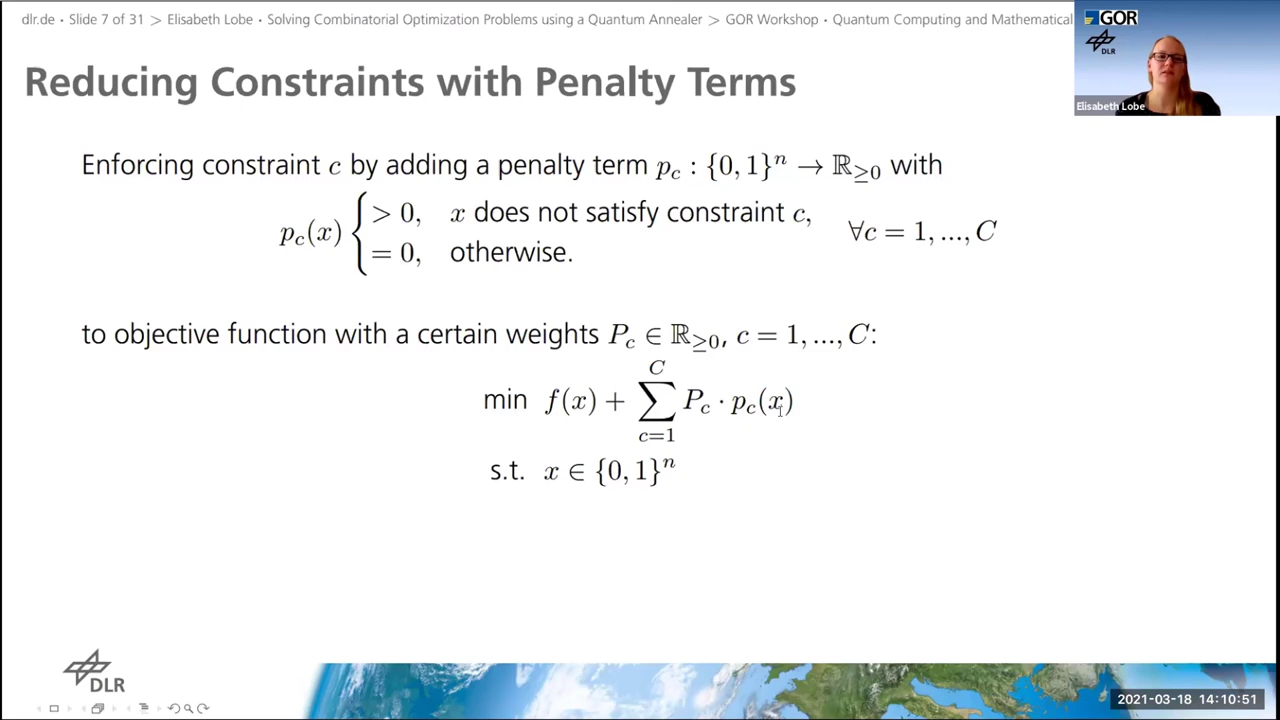 dlr.de • Slide 7 of 31 > Elisabeth Lobe • Solving Combinatorial Optimization Problems using a Quantum Annealer > GOR Workshop • Quantum Computing and Mathematical
GOR
DLR
Elisabeth Lobe
Reducing Constraints with Penalty Terms
Enforcing constraint c by adding a penalty term p_c : {0, 1}^n → ℝ_≥0 with
p_c(x) { > 0, x does not satisfy constraint c,
= 0, otherwise.
∀c = 1, ..., C
to objective function with a certain weights P_c ∈ ℝ_≥0, c = 1, ..., C:
min f(x) + ∑_{c=1}^{C} P_c · p_c(x)
s.t. x ∈ {0, 1}^n
DLR
2021-03-18 14:10:51